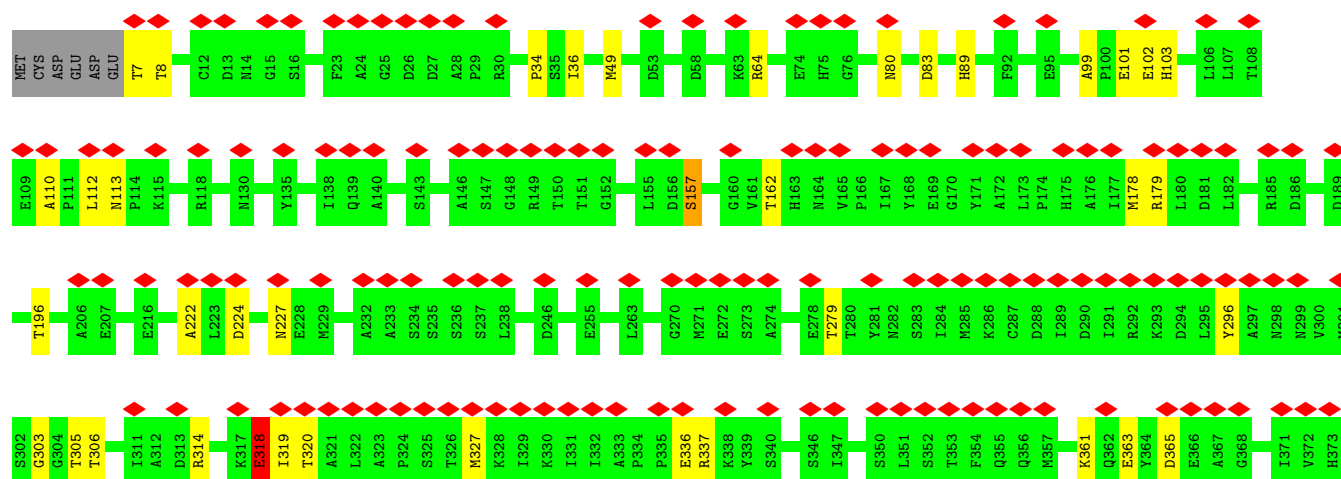 MET CYS ASP GLU ASP GLU T7 T8 C12 D13 N14 G15 S16 F23 A24 G25 D26 D27 A28 P29 R30 P34 S35 I36 M49 D53 D58 K63 R64 E74 H75 G76 N80 D83 H89 F92 E95 A99 P100 E101 E102 H103 L106 L107 T108
E109 A110 P111 L112 N113 P114 K115 R118 N130 Y135 I138 Q139 A140 S143 A146 S147 G148 R149 T150 T151 G152 L155 D156 S157 G160 V161 T162 H163 N164 V165 P166 I167 Y168 E169 G170 Y171 A172 L173 P174 H175 A176 I177 M178 R179 L180 D181 L182 R185 D186 D189
T196 A206 E207 E216 A222 L223 D224 N227 E228 M229 A232 A233 S234 S235 S236 S237 L238 D246 E255 L263 G270 M271 E272 S273 A274 E278 T279 T280 Y281 N282 S283 I284 M285 K286 C287 D288 I289 D290 I291 R292 K293 D294 L295 Y296 A297 N298 N299 V300
S302 G303 G304 T305 T306 I311 A312 D313 R314 K317 E318 I319 T320 A321 L322 A323 P324 S325 T326 M327 K328 I329 K330 I331 I332 A333 P334 P335 E336 R337 K338 Y339 S340 S346 I347 S350 L351 S352 T353 F354 Q355 Q356 M357 K361 Q362 E363 Y364 D365 E366 A367 G368 I371 V372 H373